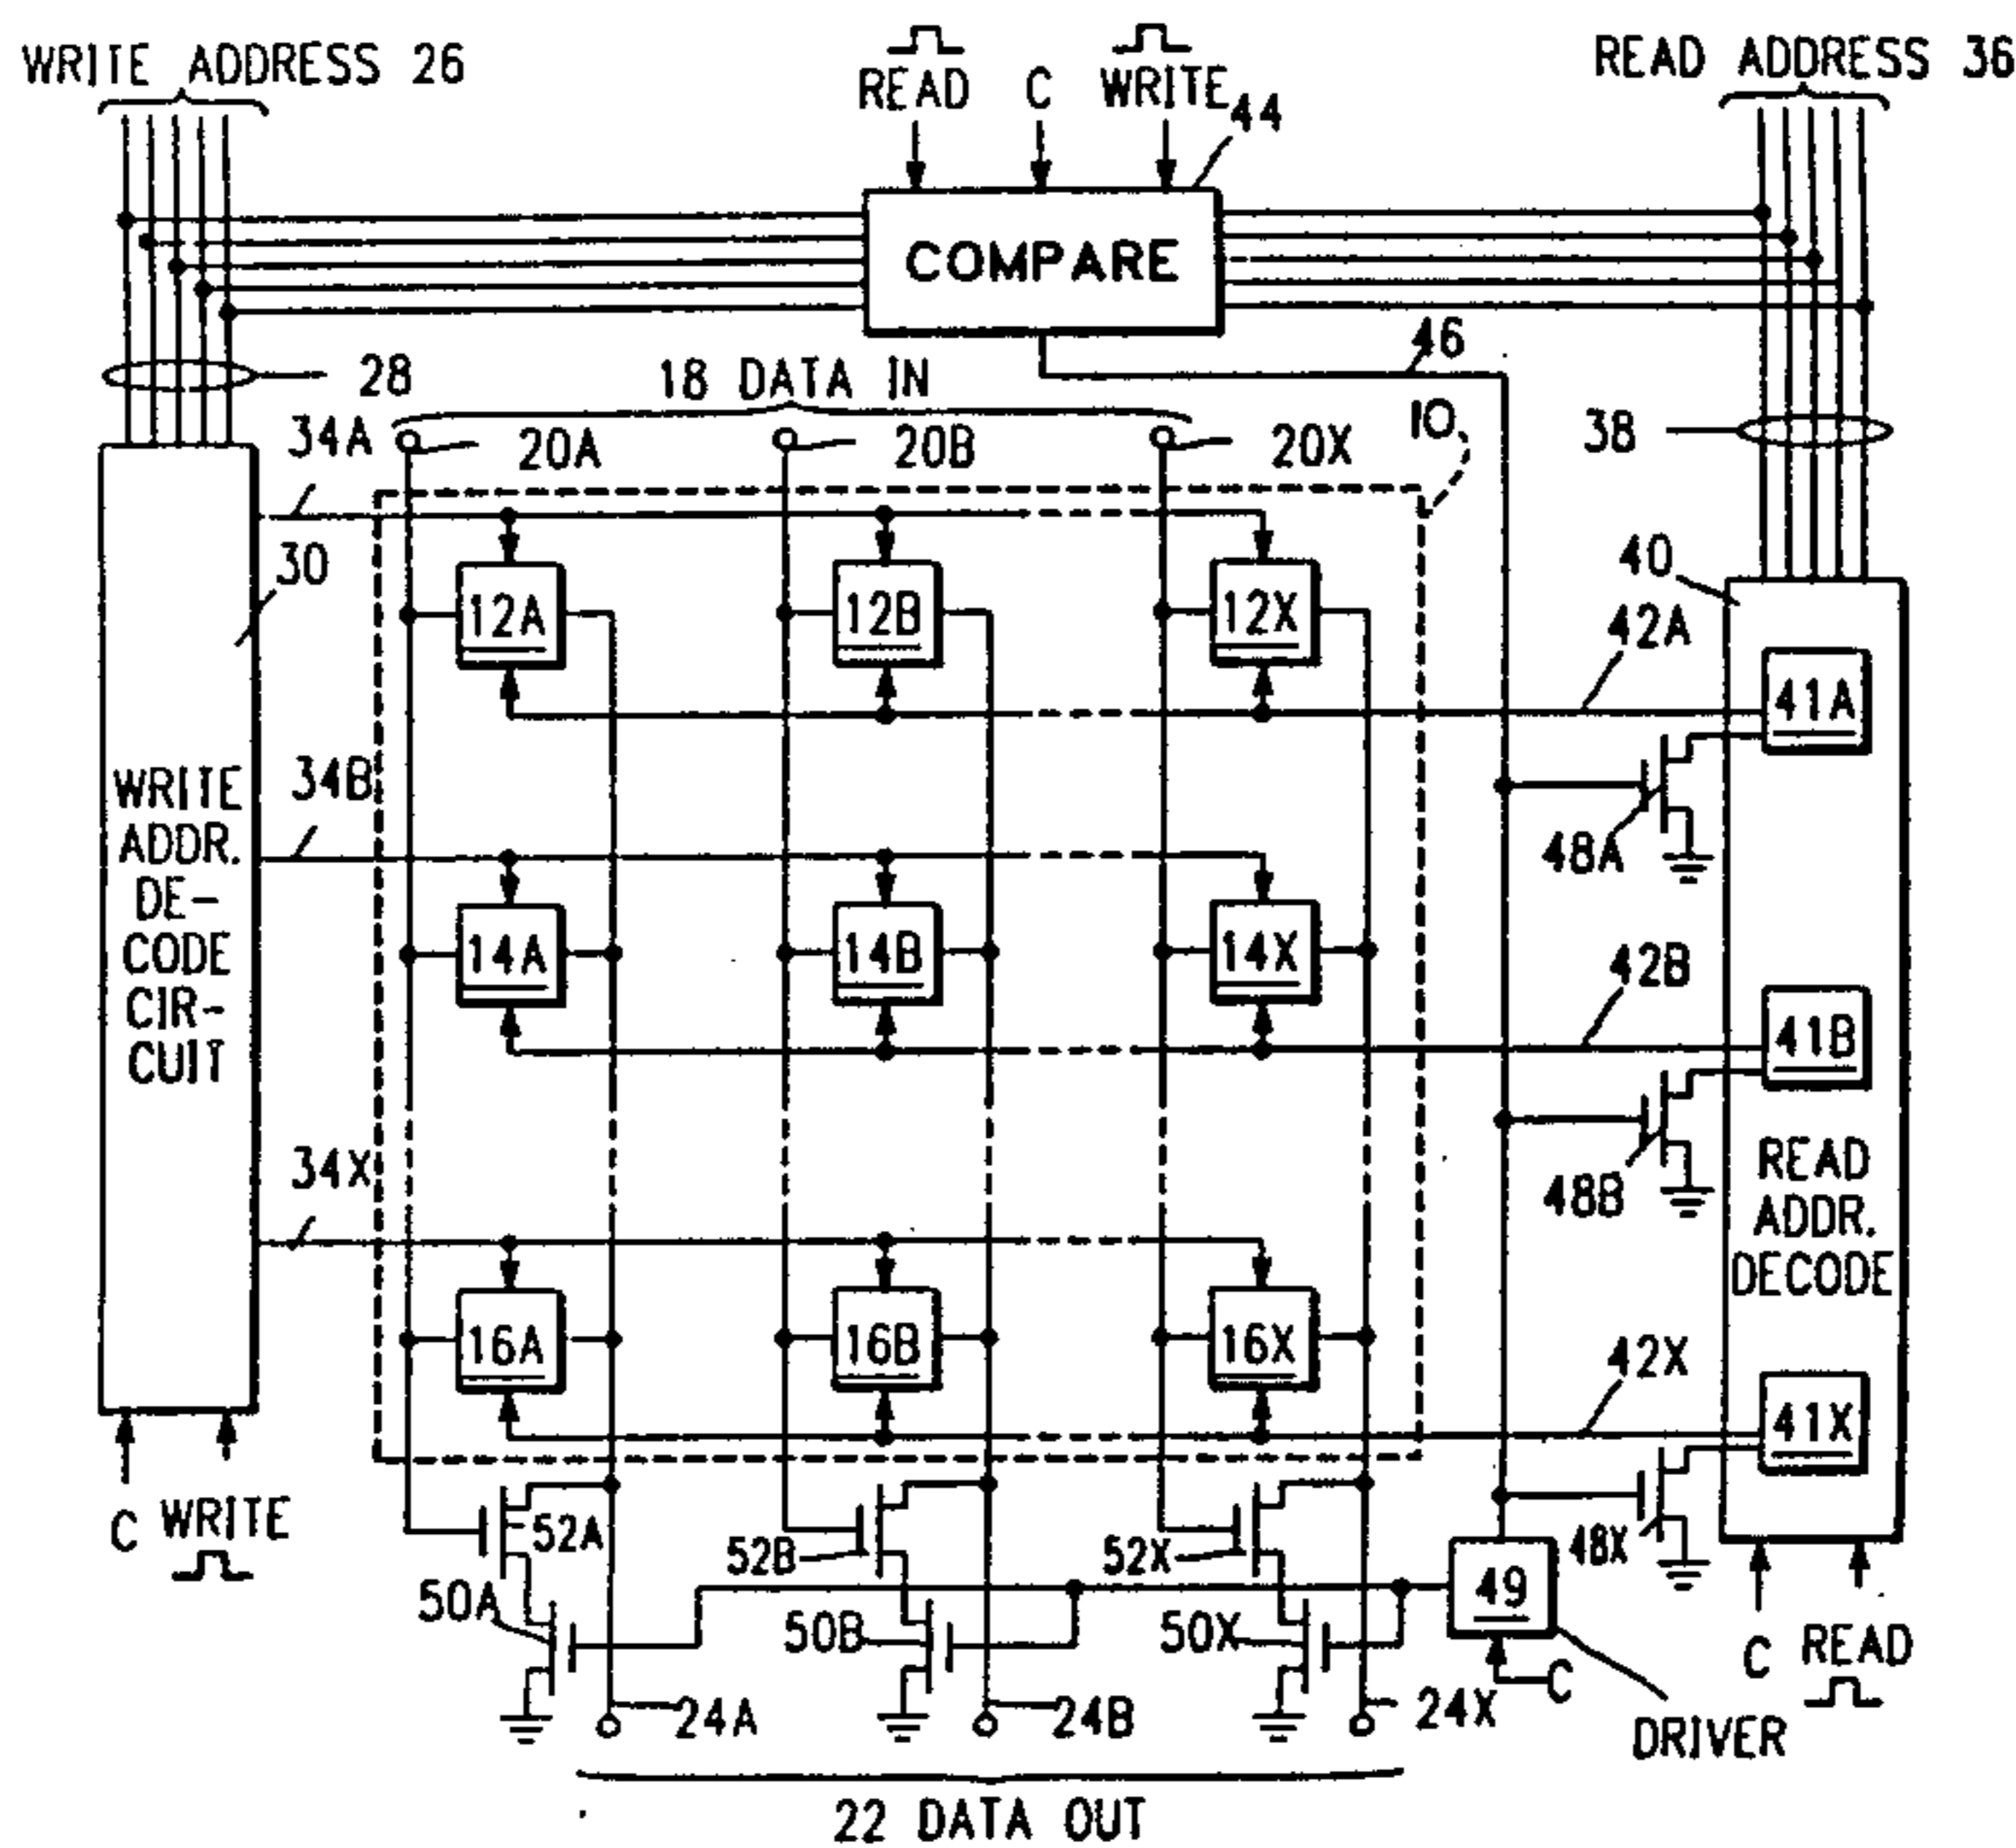 WRITE ADDRESS 26
READ C WRITE
READ ADDRESS 36
44
COMPARE
46
28
18 DATA IN
10
38
34A
20A
20B
20X
30
40
12A
12B
12X
42A
41A
34B
WRITE
ADDR.
DE-
CODE
CIR-
CUIT
48A
14A
14B
14X
42B
41B
48B
READ
ADDR.
DECODE
34X
16A
16B
16X
42X
41X
C WRITE
52A
52B
52X
48X
49
50A
50B
50X
C
C READ
24A
24B
24X
DRIVER
22 DATA OUT